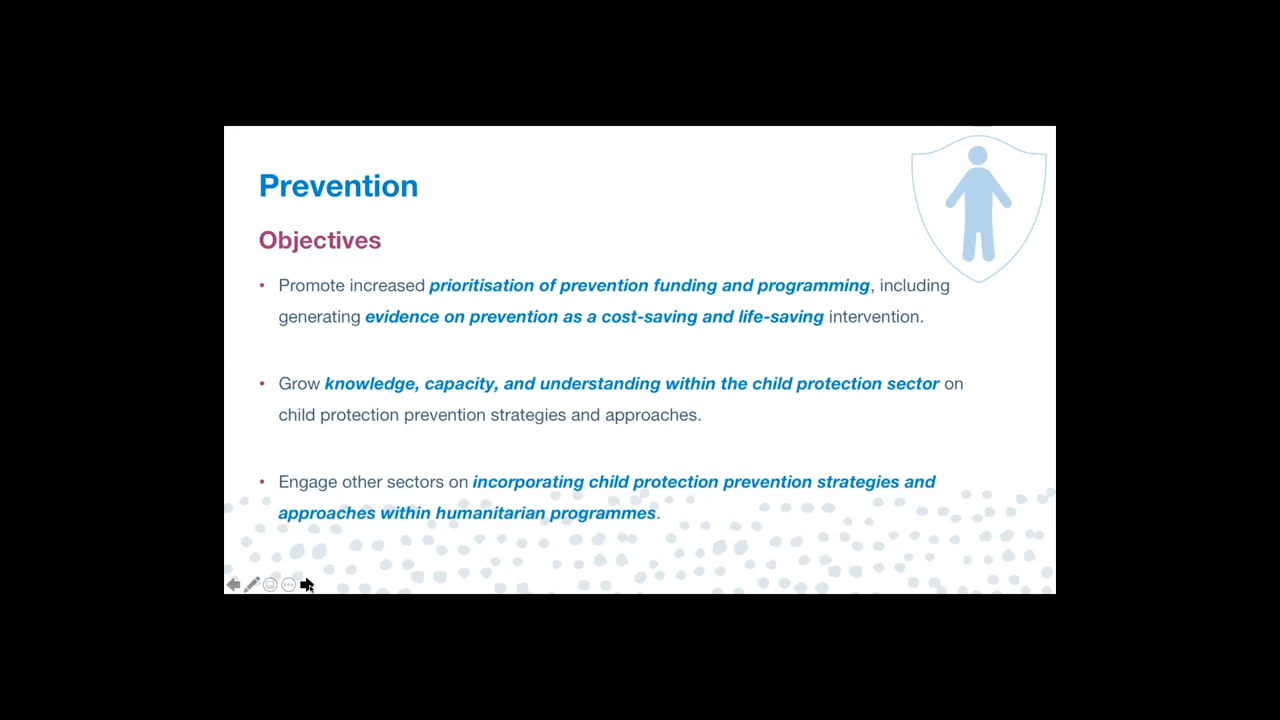 Prevention
Objectives
• Promote increased prioritisation of prevention funding and programming, including
generating evidence on prevention as a cost-saving and life-saving intervention.
• Grow knowledge, capacity, and understanding within the child protection sector on
child protection prevention strategies and approaches.
• Engage other sectors on incorporating child protection prevention strategies and
approaches within humanitarian programmes.